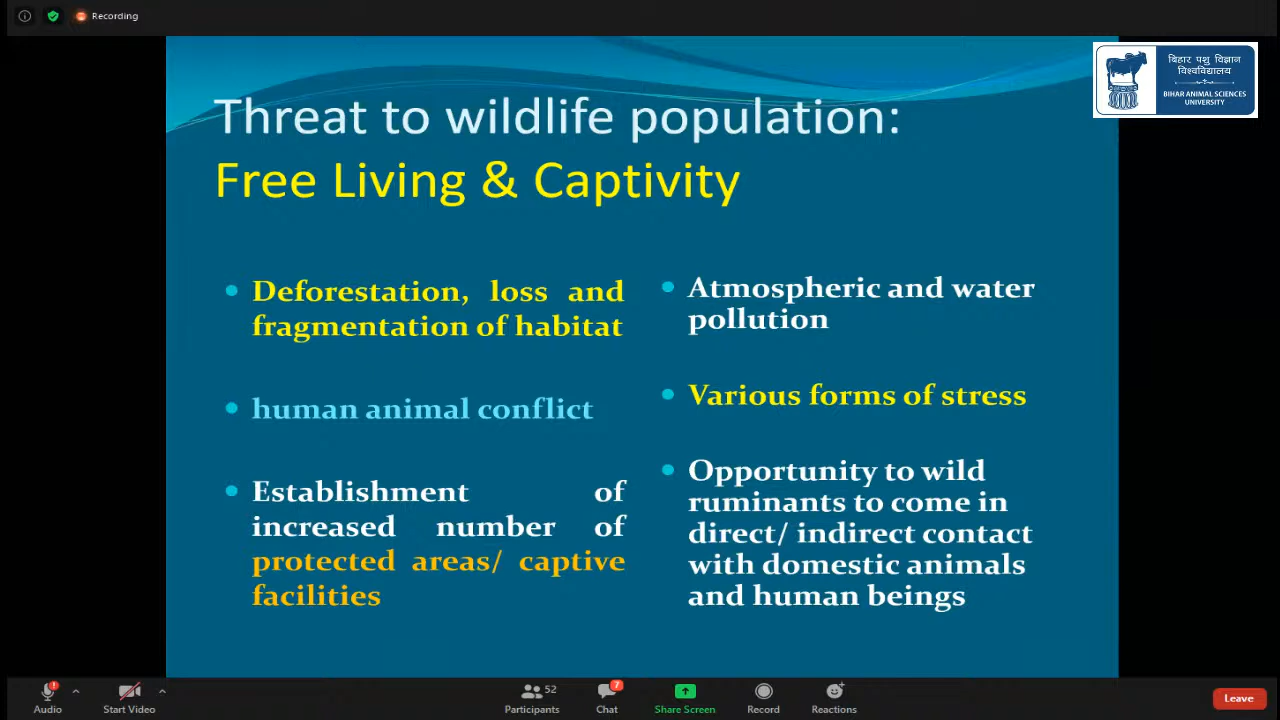 Recording
बिहार पशु विज्ञान
विश्वविद्यालय
BIHAR ANIMAL SCIENCES
UNIVERSITY
Threat to wildlife population:
Free Living & Captivity
Deforestation, loss and
fragmentation of habitat
human animal conflict
Establishment of
increased number of
protected areas/ captive
facilities
Atmospheric and water
pollution
Various forms of stress
Opportunity to wild
ruminants to come in
direct/ indirect contact
with domestic animals
and human beings
Audio
Start Video
52
Participants
7
Chat
Share Screen
Record
Reactions
Leave